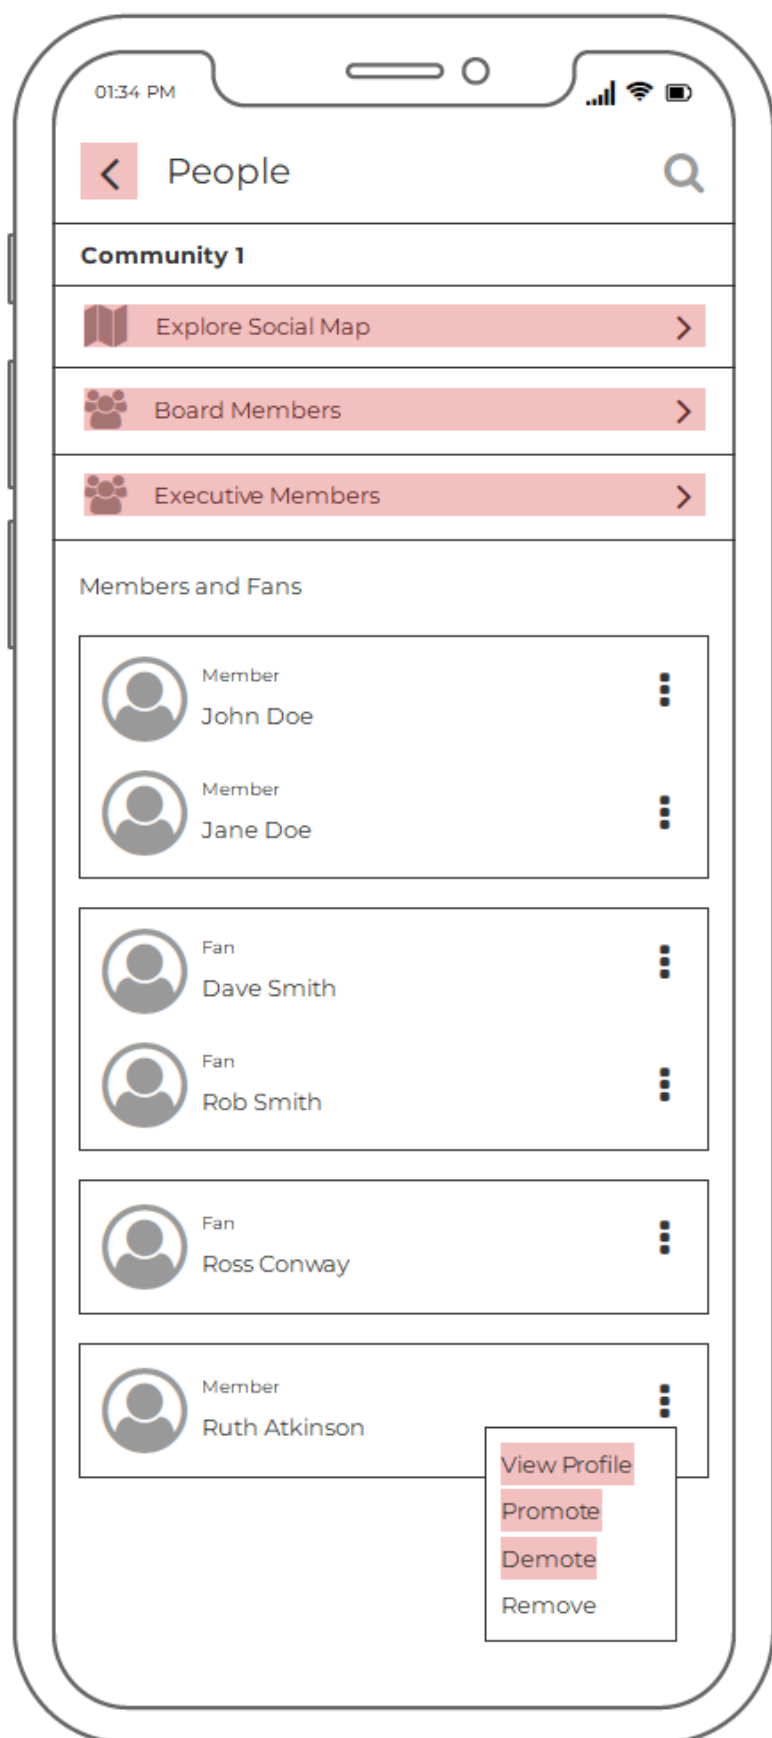 01:34 PM
People
Community 1
Explore Social Map
Board Members
Executive Members
Members and Fans
Member
John Doe
Member
Jane Doe
Fan
Dave Smith
Fan
Rob Smith
Fan
Ross Conway
Member
Ruth Atkinson
View Profile
Promote
Demote
Remove